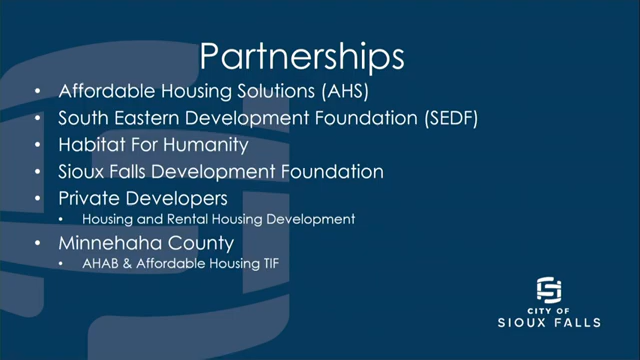 Partnerships
• Affordable Housing Solutions (AHS)
• South Eastern Development Foundation (SEDF)
• Habitat For Humanity
• Sioux Falls Development Foundation
• Private Developers
• Housing and Rental Housing Development
• Minnehaha County
• AHAB & Affordable Housing TIF
CITY OF
SIOUX FALLS